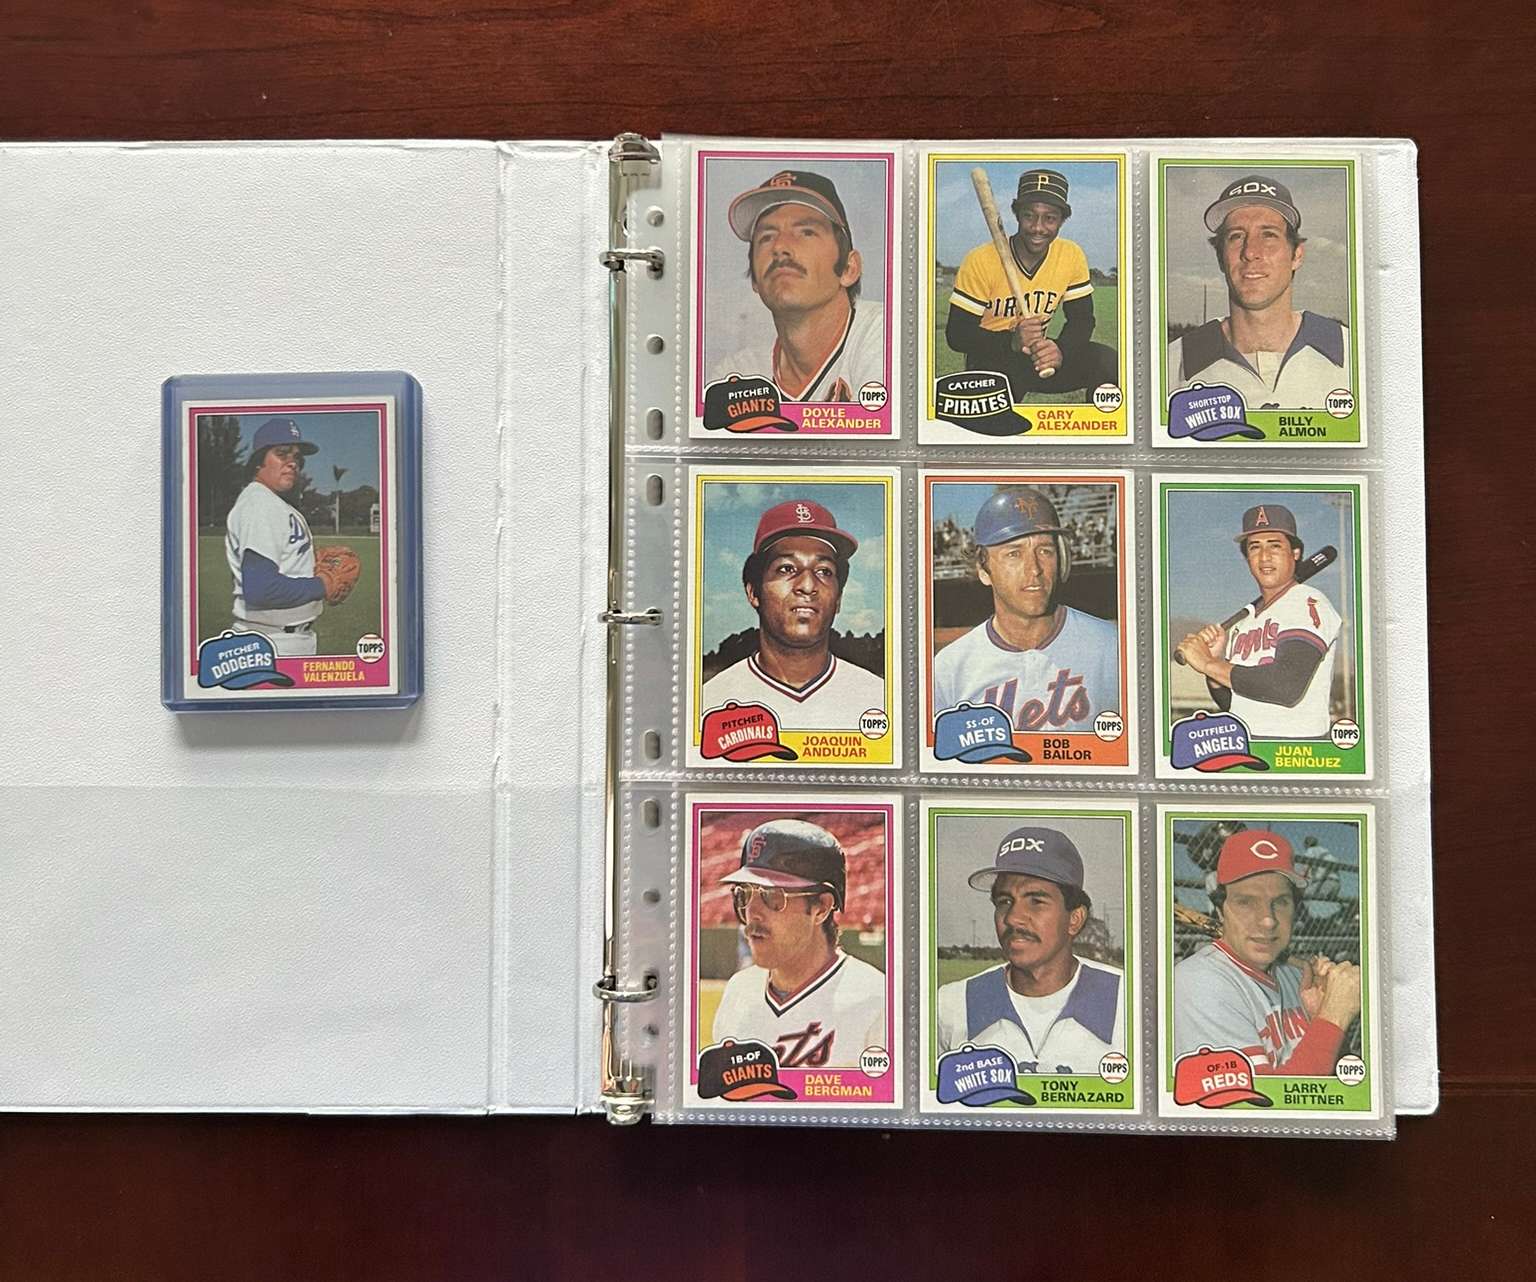 PITCHER
DODGERS
FERNANDO
VALENZUELA
TOPPS
PITCHER
GIANTS
DOYLE
ALEXANDER
TOPPS
P
PIRATE
CATCHER
PIRATES
GARY
ALEXANDER
TOPPS
SOX
SHORTSTOP
WHITE SOX
BILLY
ALMON
TOPPS
PITCHER
CARDINALS
JOAQUIN
ANDUJAR
TOPPS
Mets
SS-OF
METS
BOB
BAILOR
TOPPS
A
OUTFIELD
ANGELS
JUAN
BENIQUEZ
TOPPS
1B-OF
GIANTS
DAVE
BERGMAN
TOPPS
SOX
2nd BASE
WHITE SOX
TONY
BERNAZARD
TOPPS
C
OF-1B
REDS
LARRY
BIITTNER
TOPPS